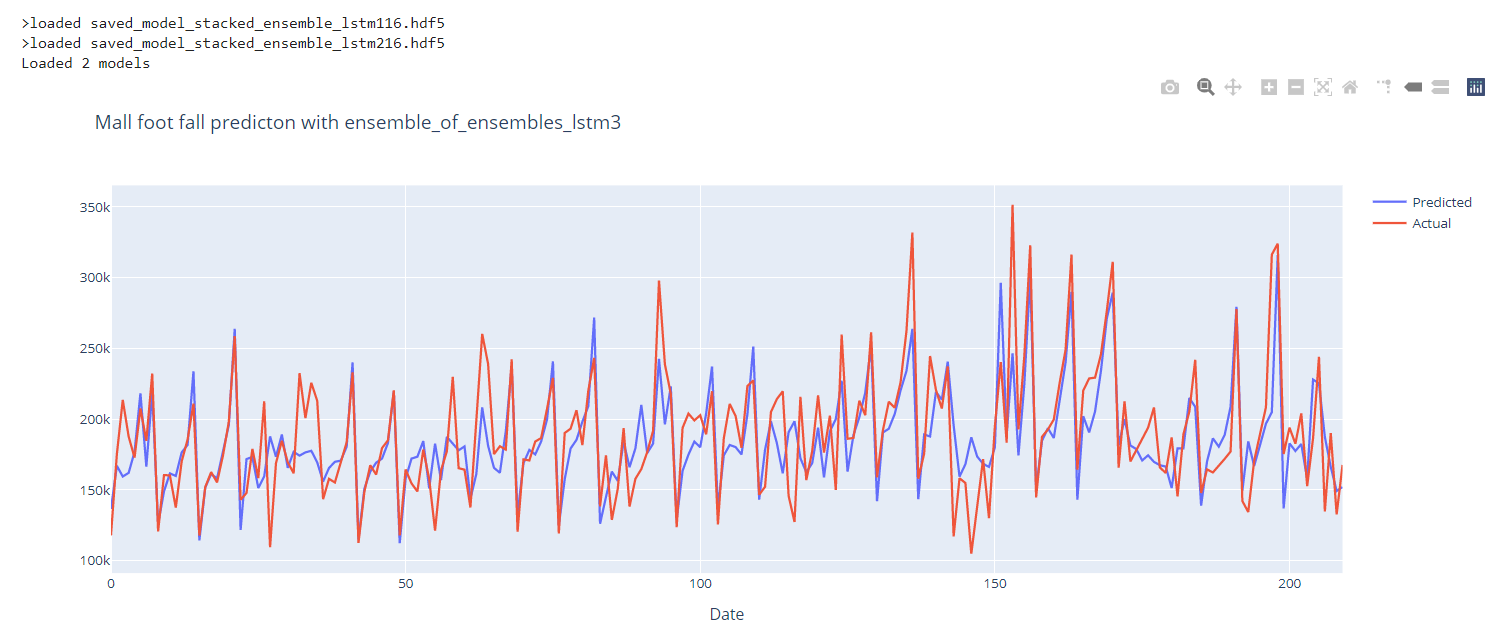 >loaded saved_model_stacked_ensemble_lstm116.hdf5
>loaded saved_model_stacked_ensemble_lstm216.hdf5
Loaded 2 models
Mall foot fall predicton with ensemble_of_ensembles_lstm3
350k
300k
250k
200k
150k
100k
0 50 100 150 200
Date
Predicted
Actual